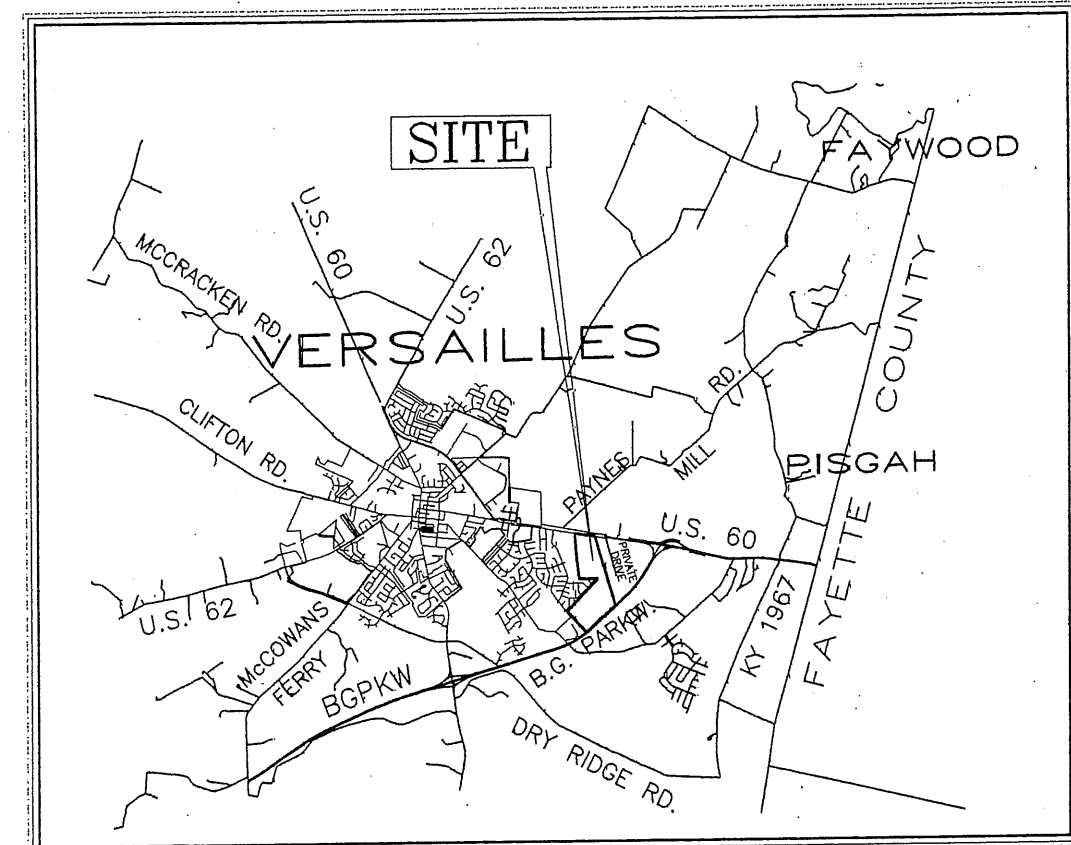 SITE
FAYWOOD
U.S. 60
U.S. 62
MCCRACKEN RD.
VERSAILLES
COUNTY
RD.
CLIFTON RD.
PAYNES
MILL
PISGAH
U.S. 60
PRIVATE
DRIVE
FAYETTE
U.S. 62
McCOWANS
FERRY
B.G. PARKW.
KY 1967
BGPKW
DRY RIDGE RD.